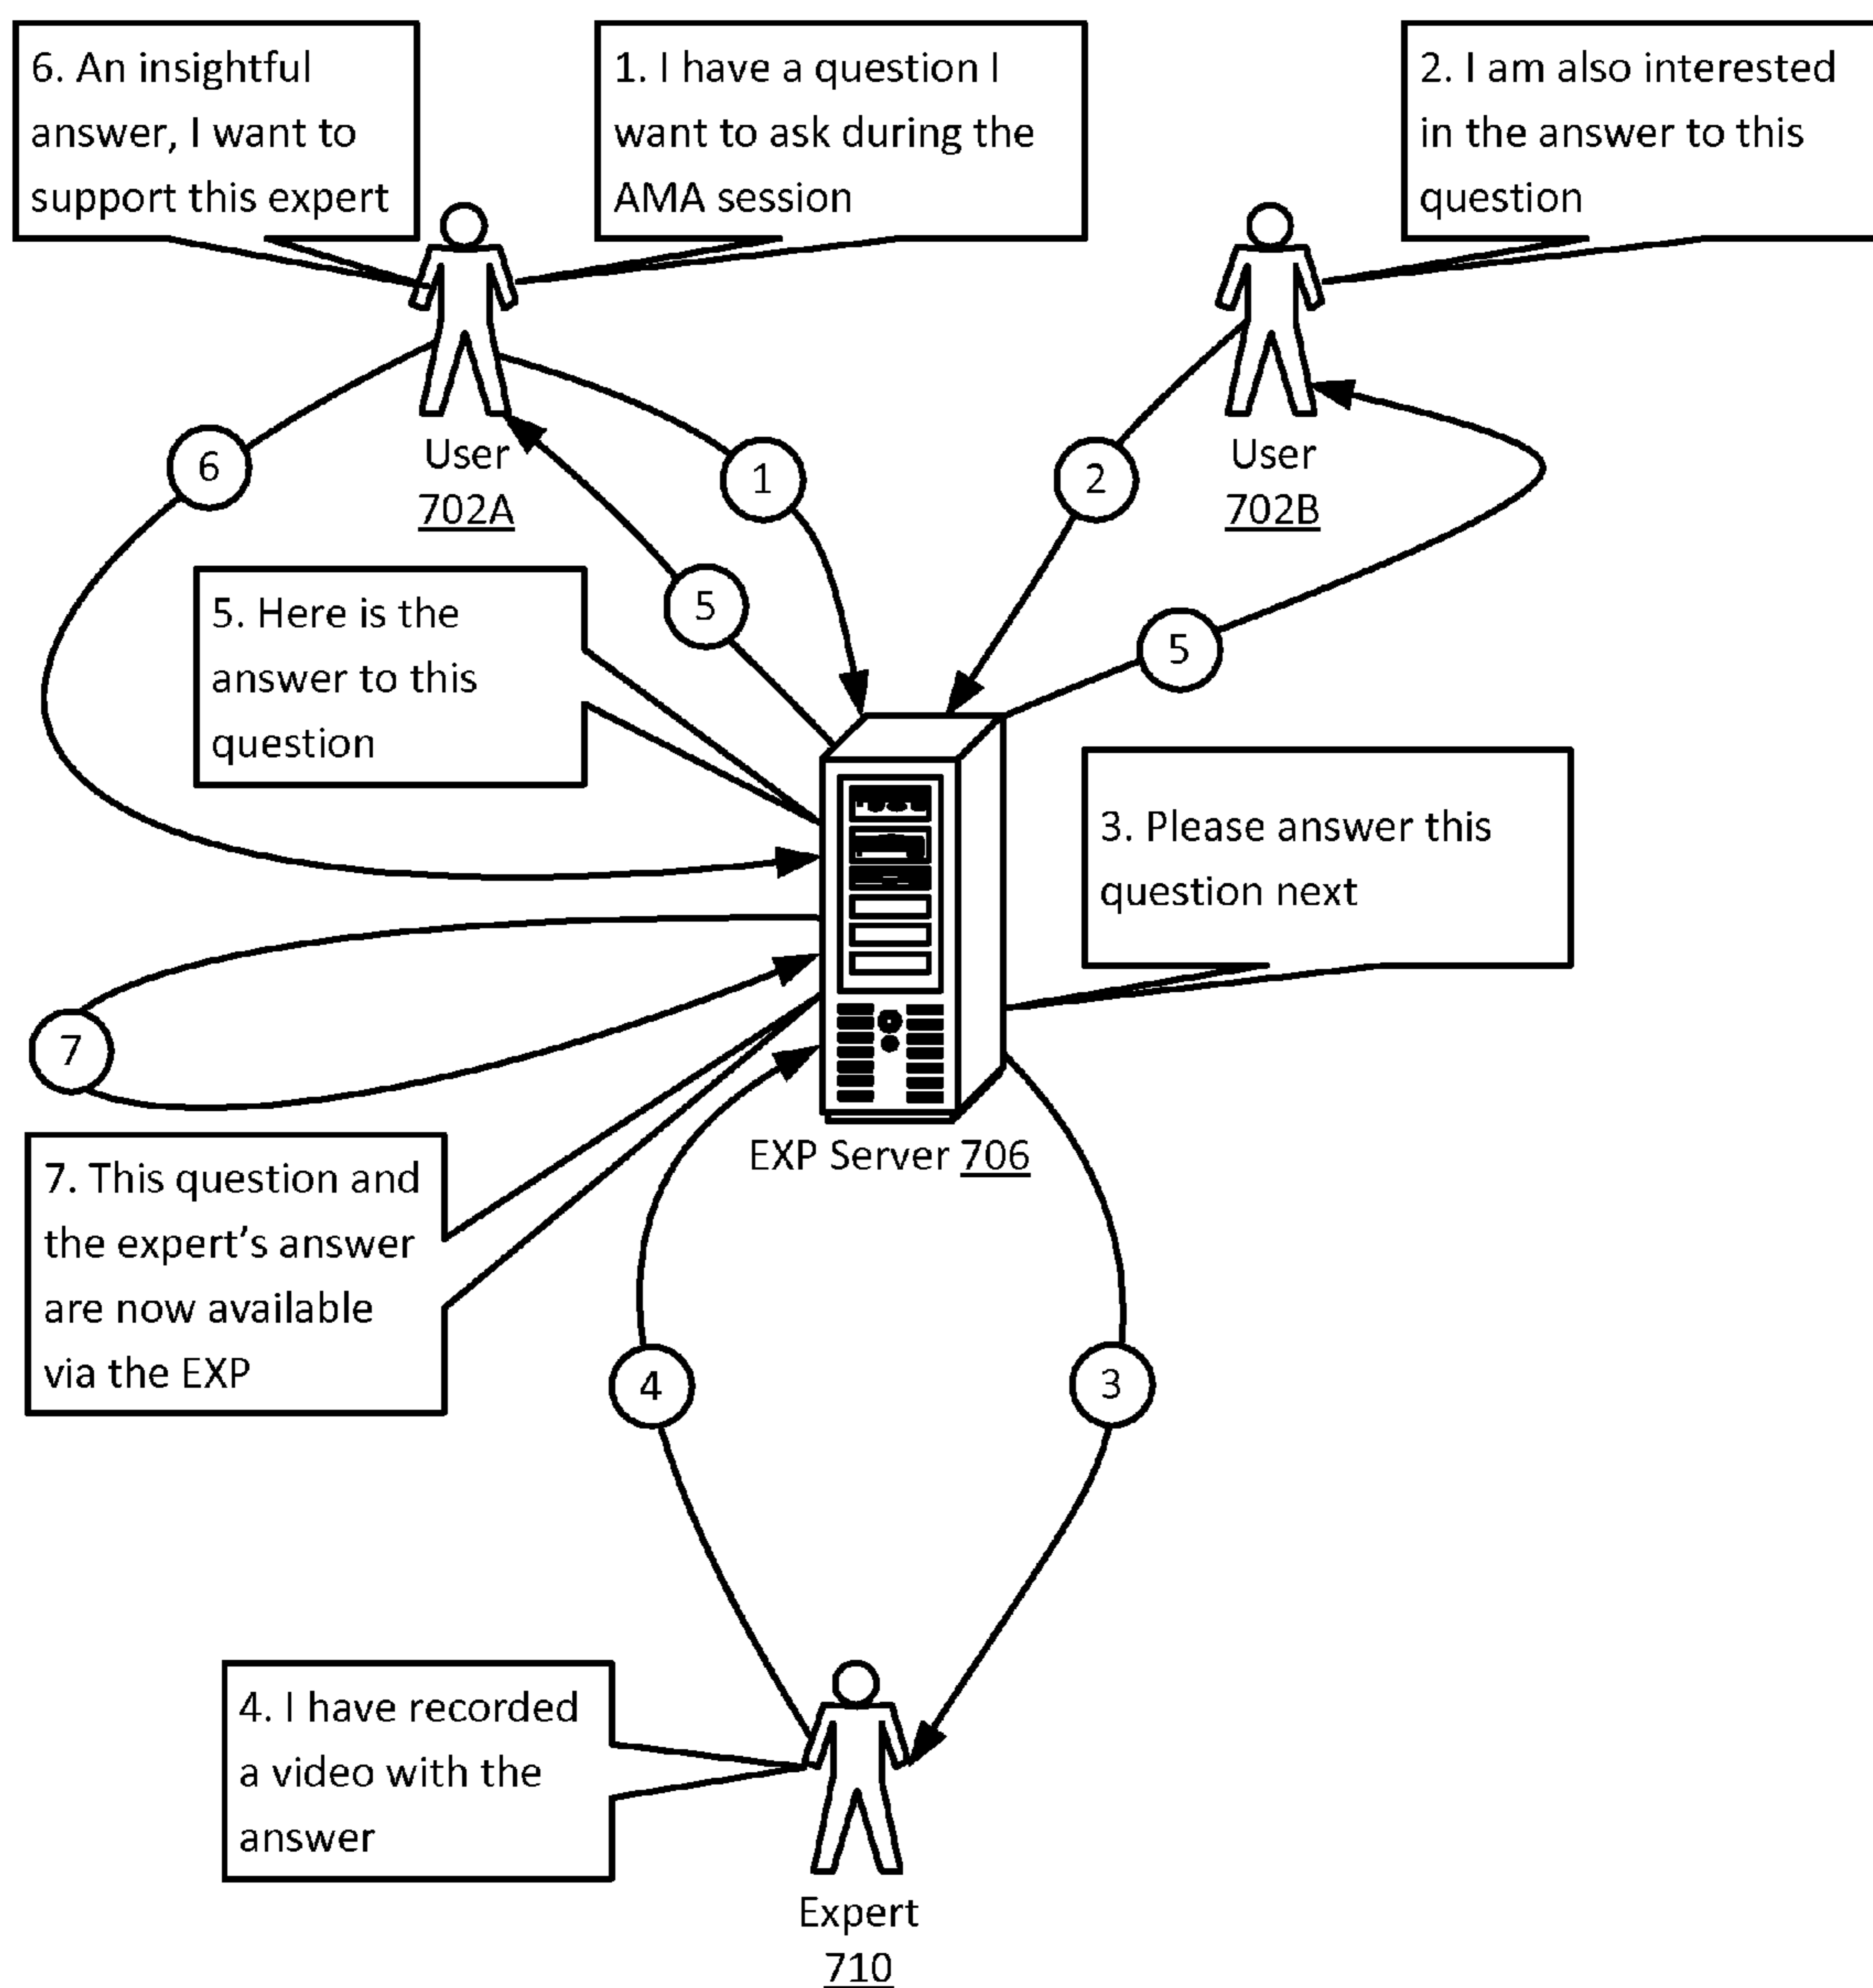 6. An insightful
answer, I want to
support this expert
1. I have a question I
want to ask during the
AMA session
2. I am also interested
in the answer to this
question
User
702A
User
702B
6
1
2
5
5
5. Here is the
answer to this
question
3. Please answer this
question next
7
EXP Server 706
7. This question and
the expert’s answer
are now available
via the EXP
4
3
4. I have recorded
a video with the
answer
Expert
710